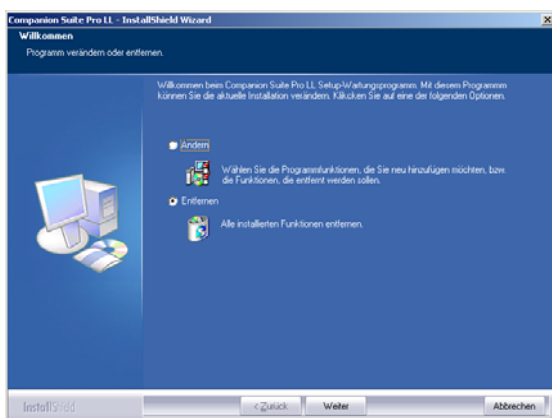 Companion Suite Pro LL - InstallShield Wizard
Willkommen
Programm verändern oder entfernen.
Willkommen beim Companion Suite Pro LL Setup-Wartungsprogramm. Mit diesem Programm
können Sie die aktuelle Installation verändern. Klicken Sie auf eine der folgenden Optionen.
Ändern
Wählen Sie die Programmfunktionen, die Sie neu hinzufügen möchten, bzw.
die Funktionen, die entfernt werden sollen.
Entfernen
Alle installierten Funktionen entfernen.
InstallShield
< Zurück Weiter Abbrechen